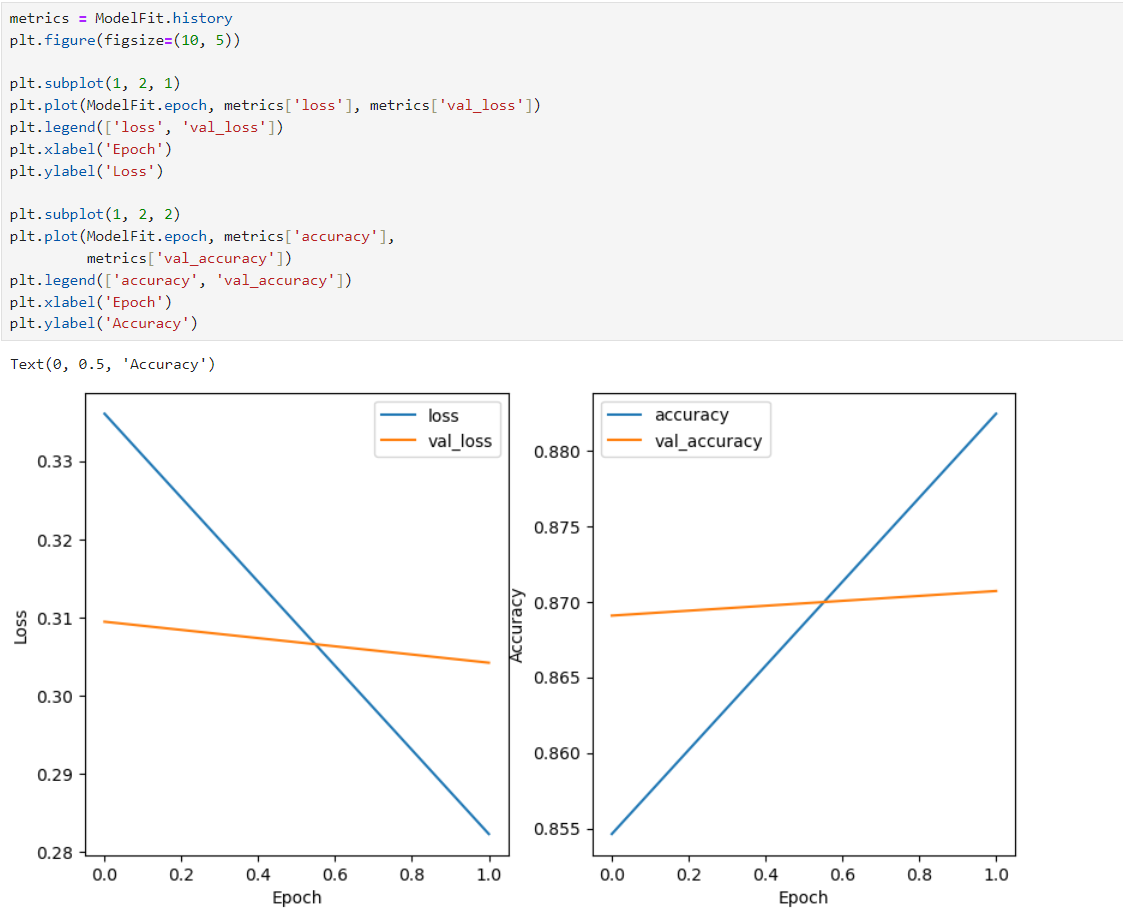 metrics = ModelFit.history
plt.figure(figsize=(10, 5))
plt.subplot(1, 2, 1)
plt.plot(ModelFit.epoch, metrics['loss'], metrics['val_loss'])
plt.legend(['loss', 'val_loss'])
plt.xlabel('Epoch')
plt.ylabel('Loss')
plt.subplot(1, 2, 2)
plt.plot(ModelFit.epoch, metrics['accuracy'],
         metrics['val_accuracy'])
plt.legend(['accuracy', 'val_accuracy'])
plt.xlabel('Epoch')
plt.ylabel('Accuracy')
Text(0, 0.5, 'Accuracy')
loss
val_loss
0.33
0.32
0.31
0.30
0.29
0.28
Loss
0.0 0.2 0.4 0.6 0.8 1.0
Epoch
accuracy
val_accuracy
0.880
0.875
0.870
0.865
0.860
0.855
Accuracy
0.0 0.2 0.4 0.6 0.8 1.0
Epoch